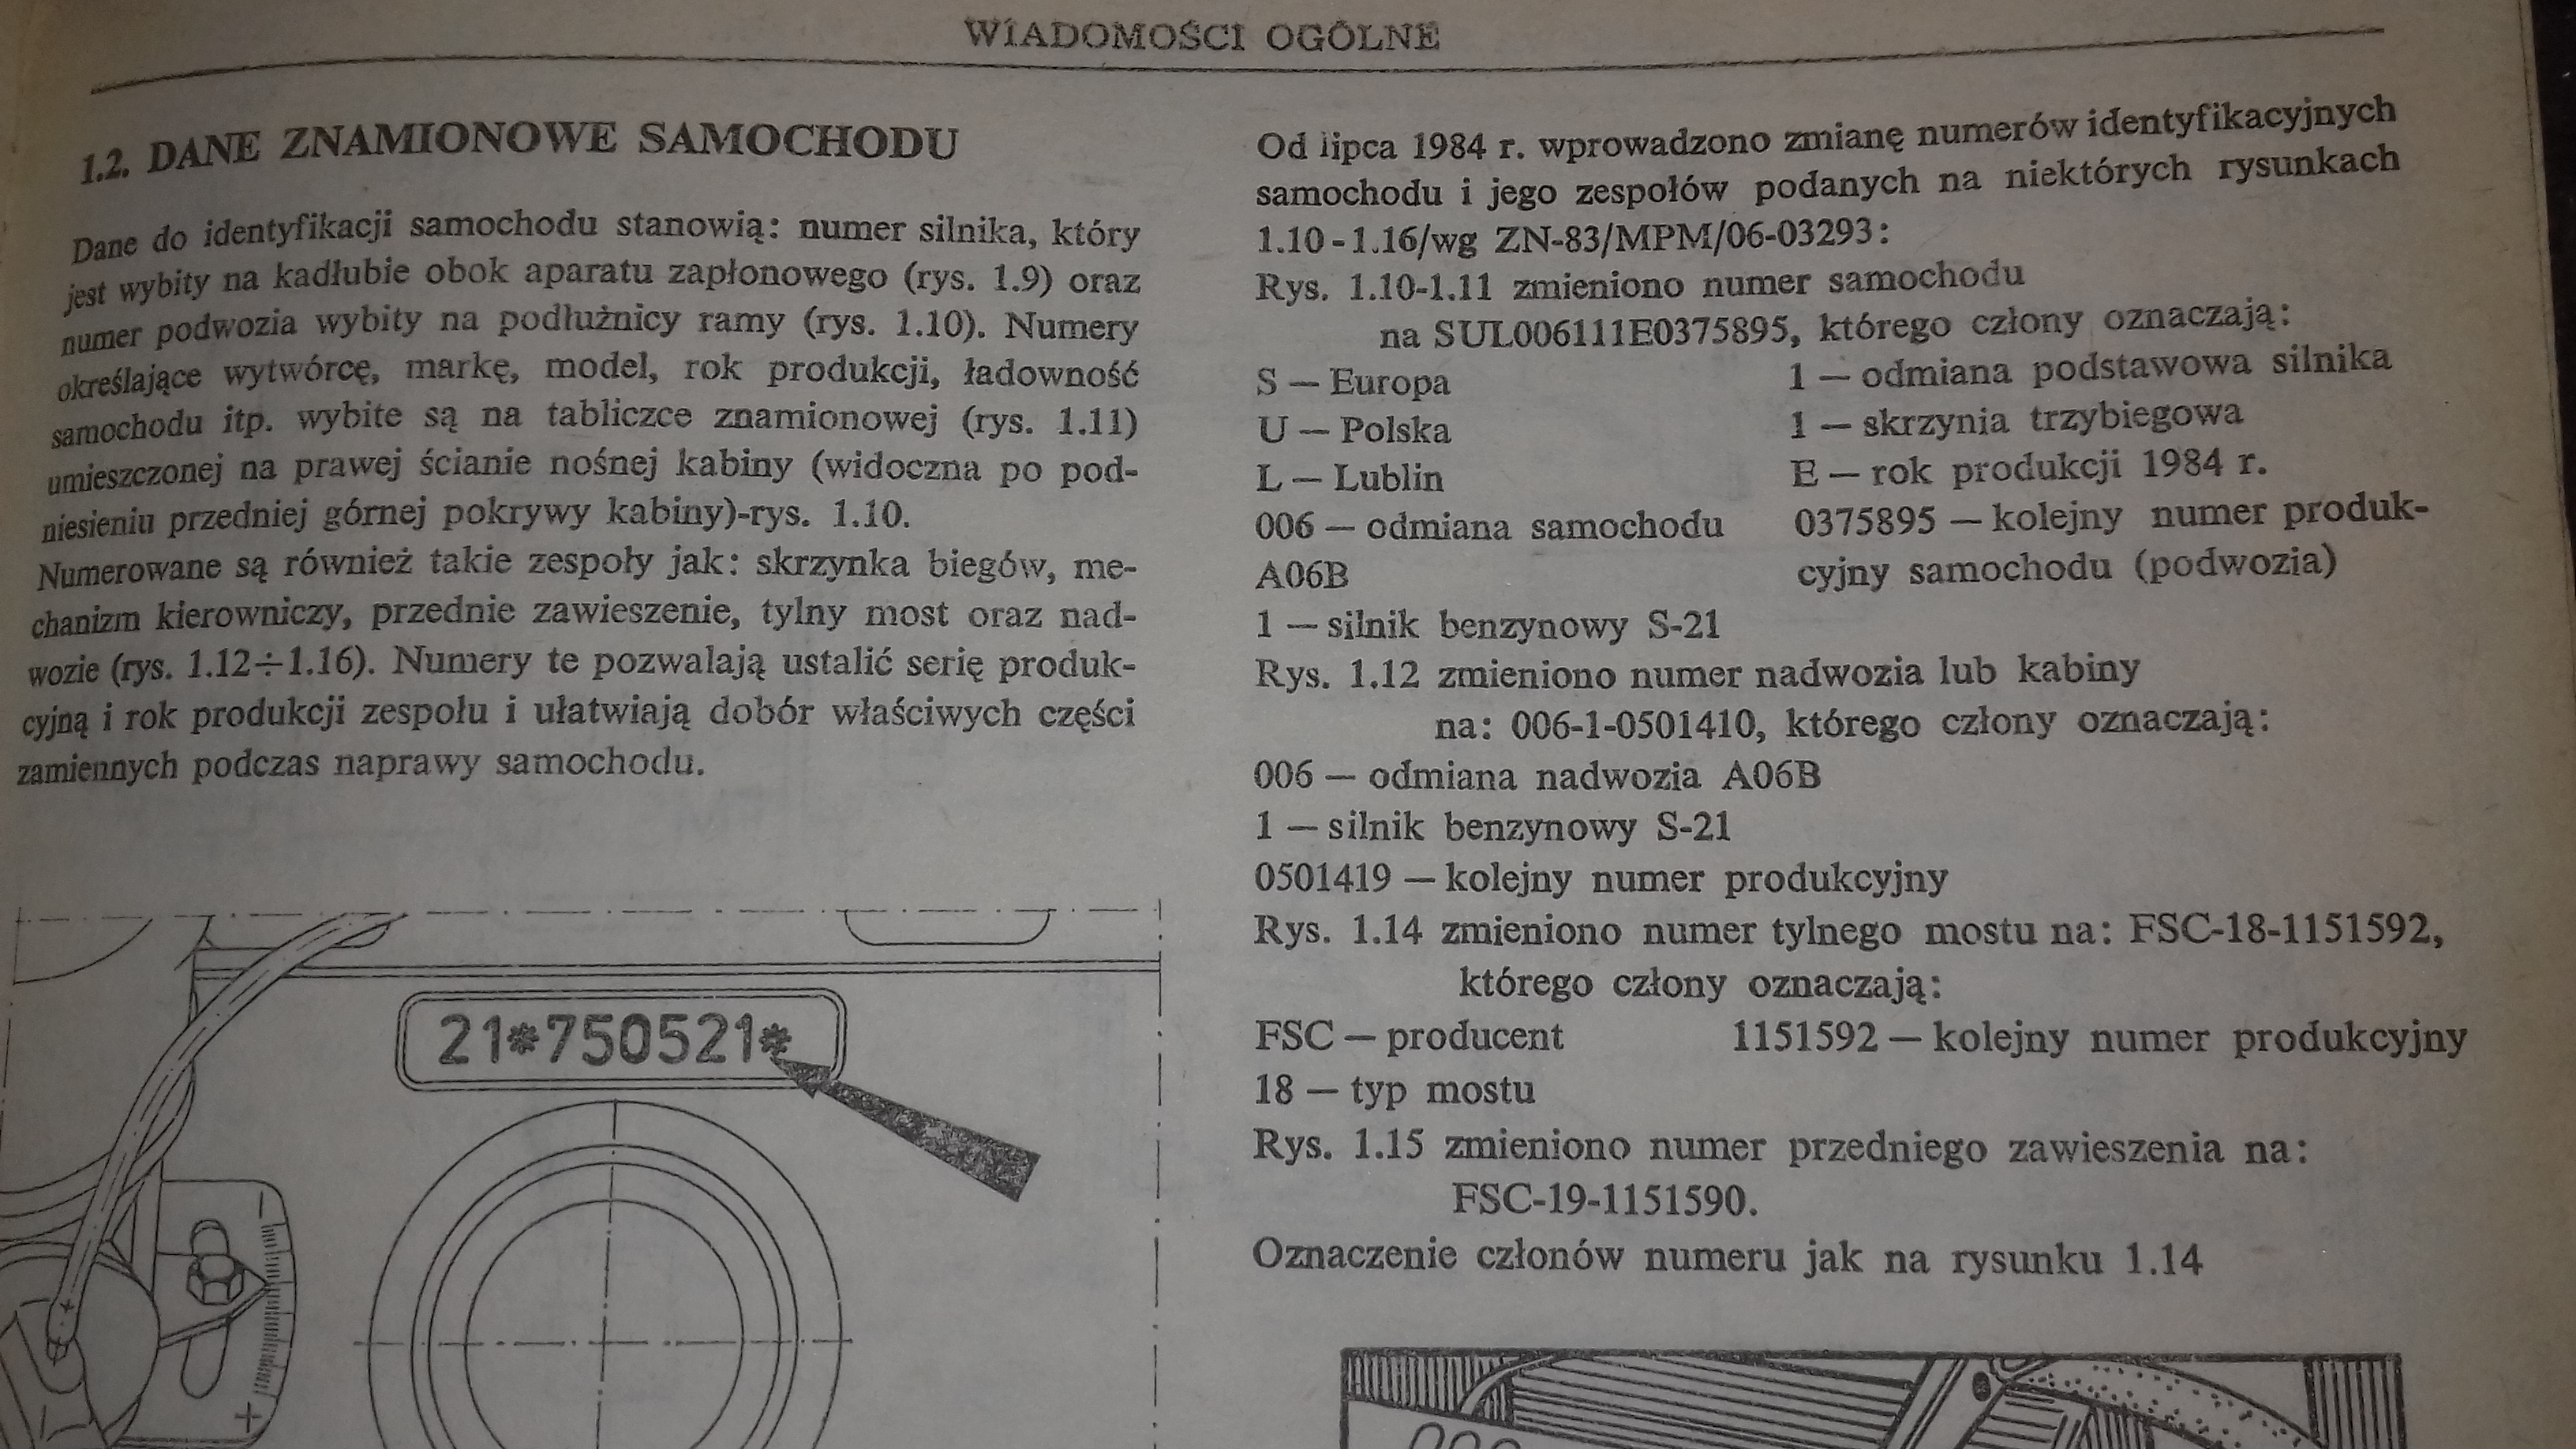 WIADOMOŚCI OGÓLNE
1.2. DANE ZNAMIONOWE SAMOCHODU
Dane do identyfikacji samochodu stanowią: numer silnika, który
jest wybity na kadłubie obok aparatu zapłonowego (rys. 1.9) oraz
numer podwozia wybity na podłużnicy ramy (rys. 1.10). Numery
określające wytwórcę, markę, model, rok produkcji, ładowność
samochodu itp. wybite są na tabliczce znamionowej (rys. 1.11)
umieszczonej na prawej ścianie nośnej kabiny (widoczna po pod-
niesieniu przedniej górnej pokrywy kabiny)-rys. 1.10.
Numerowane są również takie zespoły jak: skrzynka biegów, me-
chanizm kierowniczy, przednie zawieszenie, tylny most oraz nad-
wozie (rys. 1.12÷1.16). Numery te pozwalają ustalić serię produk-
cyjną i rok produkcji zespołu i ułatwiają dobór właściwych części
zamiennych podczas naprawy samochodu.
21*750521*
+
Od lipca 1984 r. wprowadzono zmianę numerów identyfikacyjnych
samochodu i jego zespołów podanych na niektórych rysunkach
1.10-1.16/wg ZN-83/MPM/06-03293:
Rys. 1.10-1.11 zmieniono numer samochodu
na SUL006111E0375895, którego człony oznaczają:
S — Europa
U — Polska
L — Lublin
006 — odmiana samochodu
A06B
1 — silnik benzynowy S-21
1 — odmiana podstawowa silnika
1 — skrzynia trzybiegowa
E — rok produkcji 1984 r.
0375895 — kolejny numer produk-
cyjny samochodu (podwozia)
Rys. 1.12 zmieniono numer nadwozia lub kabiny
na: 006-1-0501410, którego człony oznaczają:
006 — odmiana nadwozia A06B
1 — silnik benzynowy S-21
0501419 — kolejny numer produkcyjny
Rys. 1.14 zmieniono numer tylnego mostu na: FSC-18-1151592,
którego człony oznaczają:
FSC — producent
18 — typ mostu
1151592 — kolejny numer produkcyjny
Rys. 1.15 zmieniono numer przedniego zawieszenia na:
FSC-19-1151590.
Oznaczenie członów numeru jak na rysunku 1.14